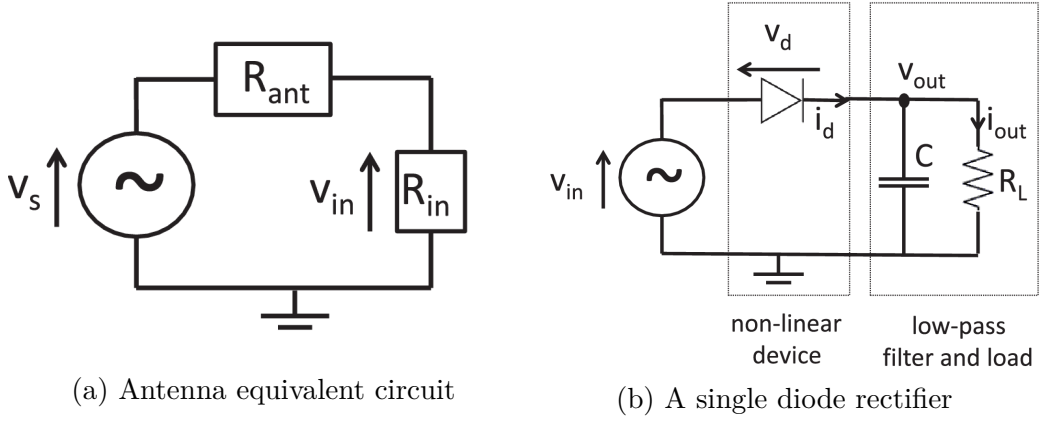 R_ant
v_s
~
v_in
R_in
(a) Antenna equivalent circuit
v_d
v_out
i_d
i_out
v_in
~
C
R_L
non-linear
device
low-pass
filter and load
(b) A single diode rectifier